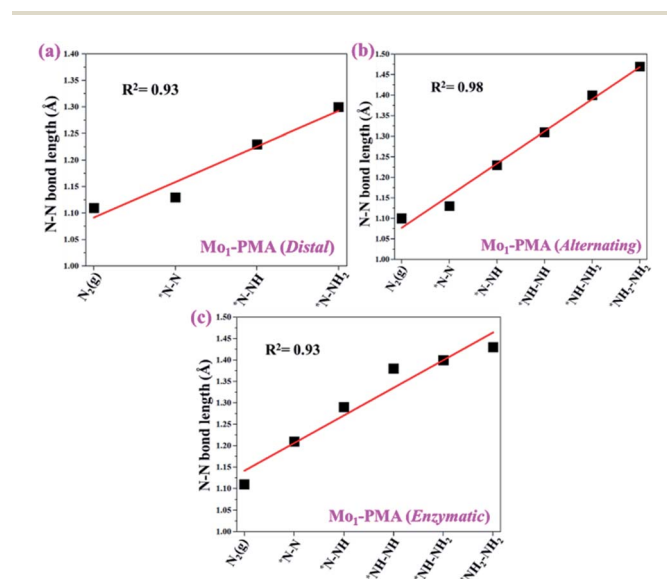 (a)
1.40
1.35
1.30
1.25
1.20
1.15
1.10
1.05
1.00
N-N bond length (Å)
R²= 0.93
Mo₁-PMA (Distal)
N₂(g)
*N-N
*N-NH
*N-NH₂
(b)
1.50
1.45
1.40
1.35
1.30
1.25
1.20
1.15
1.10
1.05
1.00
N-N bond length (Å)
R²= 0.98
Mo₁-PMA (Alternating)
N₂(g)
*N-N
*N-NH
*NH-NH
*NH-NH₂
*NH₂-NH₂
(c)
1.50
1.45
1.40
1.35
1.30
1.25
1.20
1.15
1.10
1.05
1.00
N-N bond length (Å)
R²= 0.93
Mo₁-PMA (Enzymatic)
N₂(g)
*N-N
*N-NH
*NH-NH
*NH-NH₂
*NH₂-NH₂